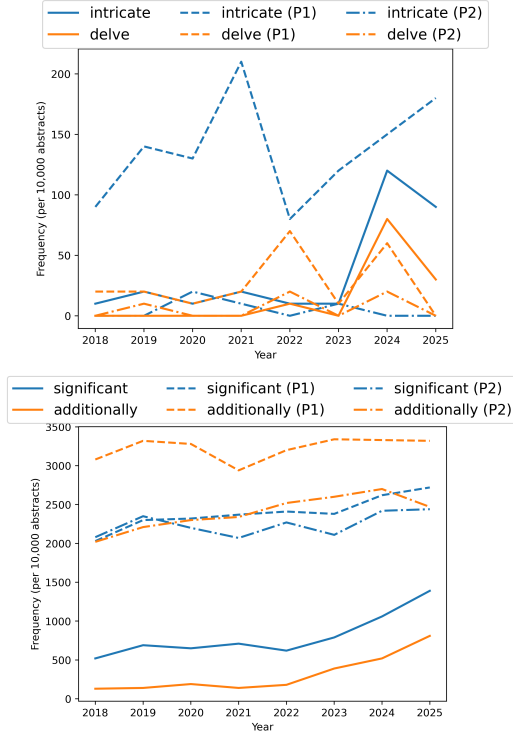 intricate intricate (P1) intricate (P2)
delve delve (P1) delve (P2)
200
150
100
50
0
Frequency (per 10,000 abstracts)
2018 2019 2020 2021 2022 2023 2024 2025
Year
significant significant (P1) significant (P2)
additionally additionally (P1) additionally (P2)
3500
3000
2500
2000
1500
1000
500
0
Frequency (per 10,000 abstracts)
2018 2019 2020 2021 2022 2023 2024 2025
Year